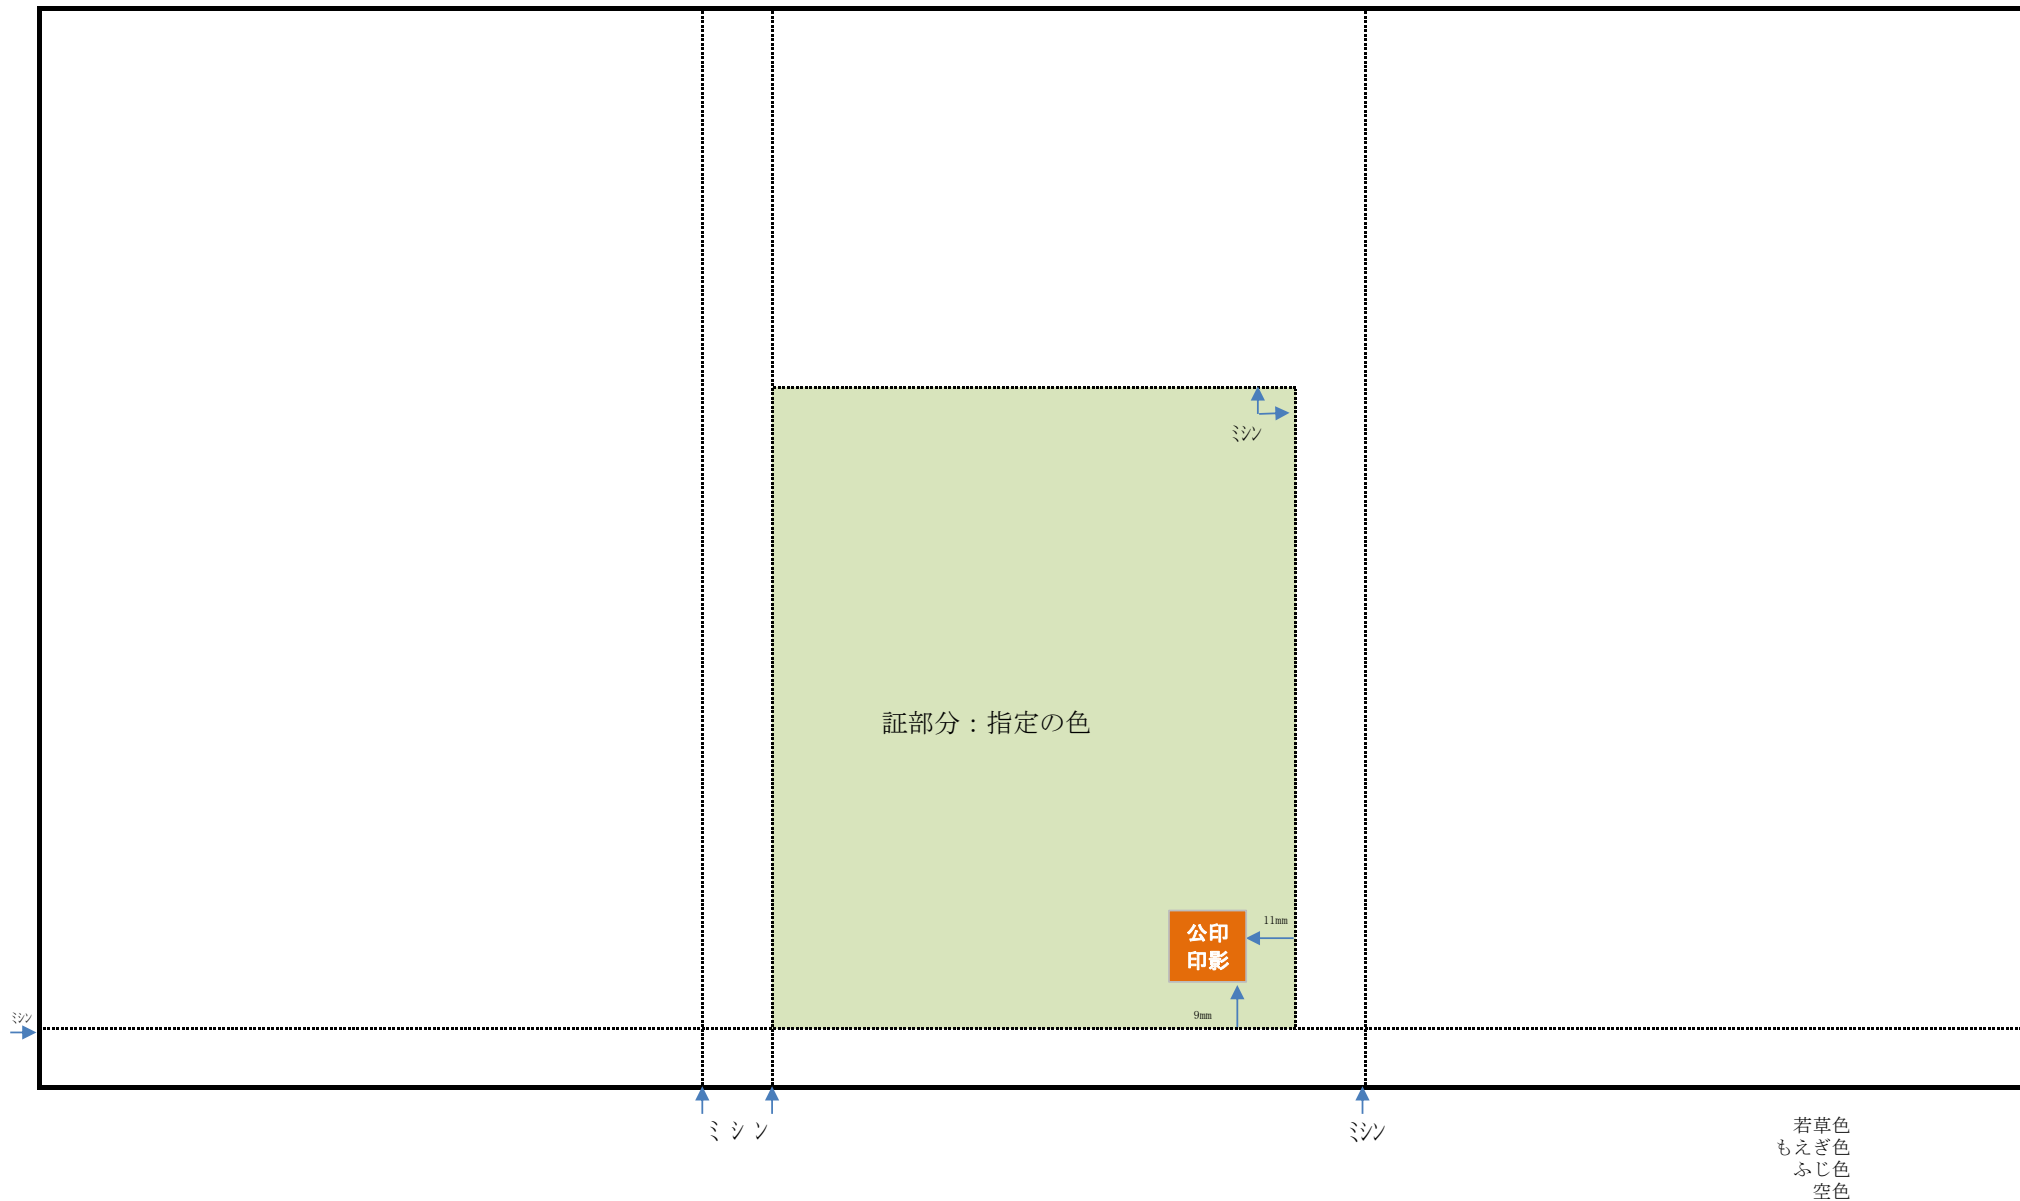 ﾐｼﾝ
証部分：指定の色
11mm
公印
印影
9mm
ﾐｼﾝ
ミシン
ﾐｼﾝ
若草色
もえぎ色
ふじ色
空色